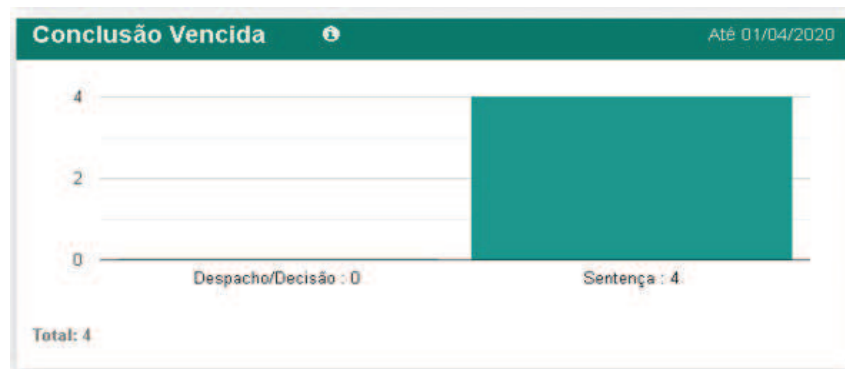 Conclusão Vencida Até 01/04/2020
4
2
0
Despacho/Decisão : 0 Sentença : 4
Total: 4